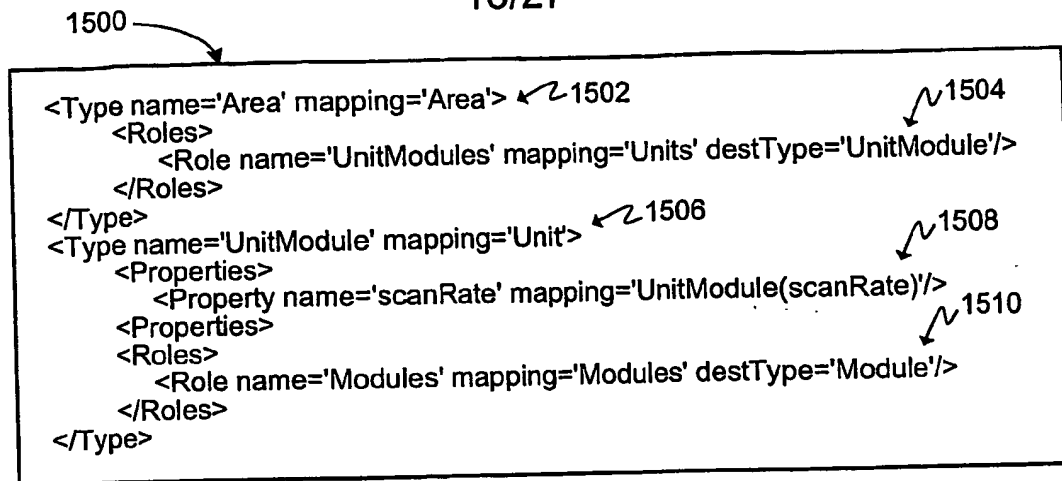 1500
<Type name='Area' mapping='Area'> 1502
<Roles> 1504
<Role name='UnitModules' mapping='Units' destType='UnitModule'/>
</Roles>
</Type>
<Type name='UnitModule' mapping='Unit'> 1506
<Properties> 1508
<Property name='scanRate' mapping='UnitModule(scanRate)'/>
<Properties> 1510
<Roles>
<Role name='Modules' mapping='Modules' destType='Module'/>
</Roles>
</Type>